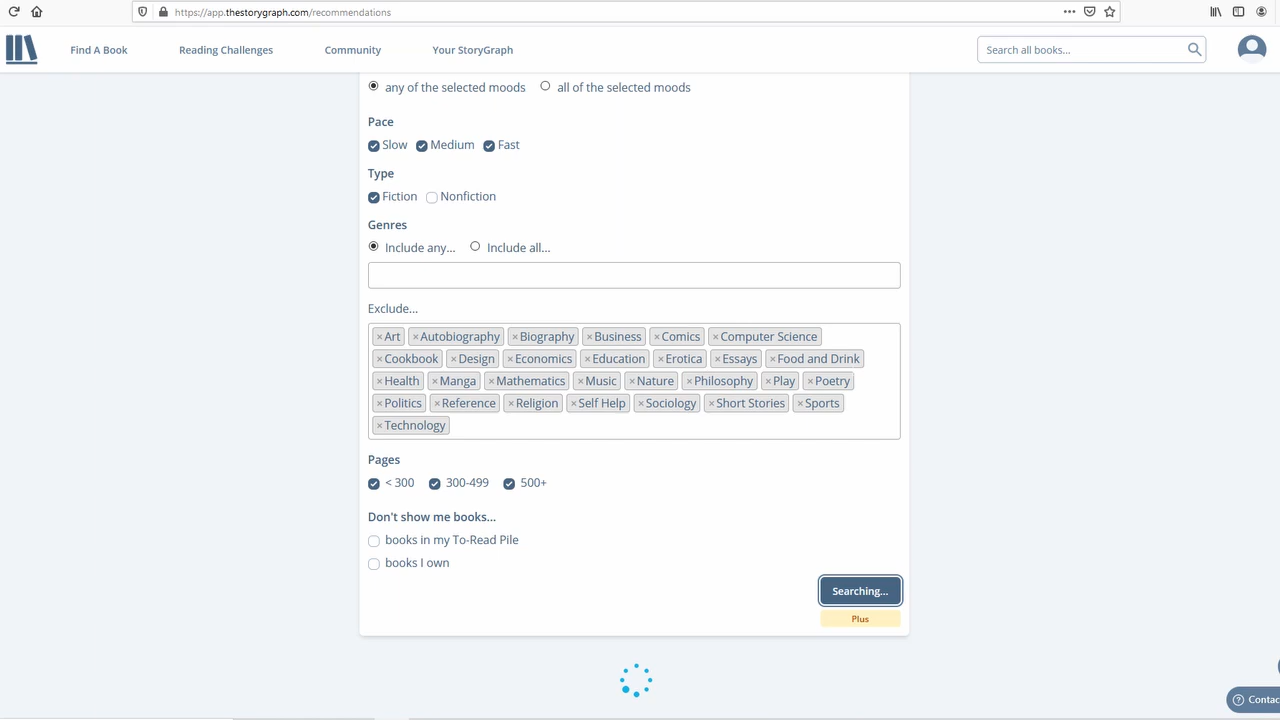 https://app.thestorygraph.com/recommendations
Find A Book Reading Challenges Community Your StoryGraph Search all books...
any of the selected moods all of the selected moods
Pace
Slow Medium Fast
Type
Fiction Nonfiction
Genres
Include any... Include all...
Exclude...
×Art ×Autobiography ×Biography ×Business ×Comics ×Computer Science
×Cookbook ×Design ×Economics ×Education ×Erotica ×Essays ×Food and Drink
×Health ×Manga ×Mathematics ×Music ×Nature ×Philosophy ×Play ×Poetry
×Politics ×Reference ×Religion ×Self Help ×Sociology ×Short Stories ×Sports
×Technology
Pages
< 300 300-499 500+
Don't show me books...
books in my To-Read Pile
books I own
Searching...
Plus
? Contac